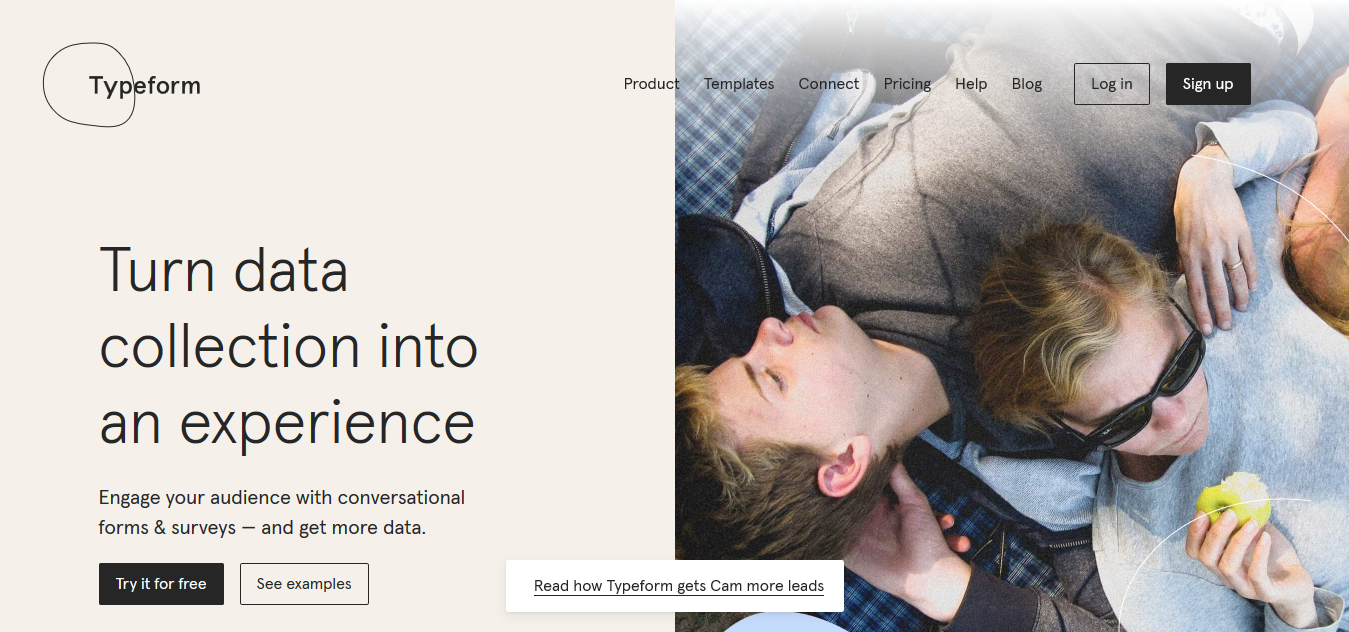 Typeform
Product Templates Connect Pricing Help Blog Log in Sign up
Turn data
collection into
an experience
Engage your audience with conversational
forms & surveys — and get more data.
Try it for free See examples
Read how Typeform gets Cam more leads